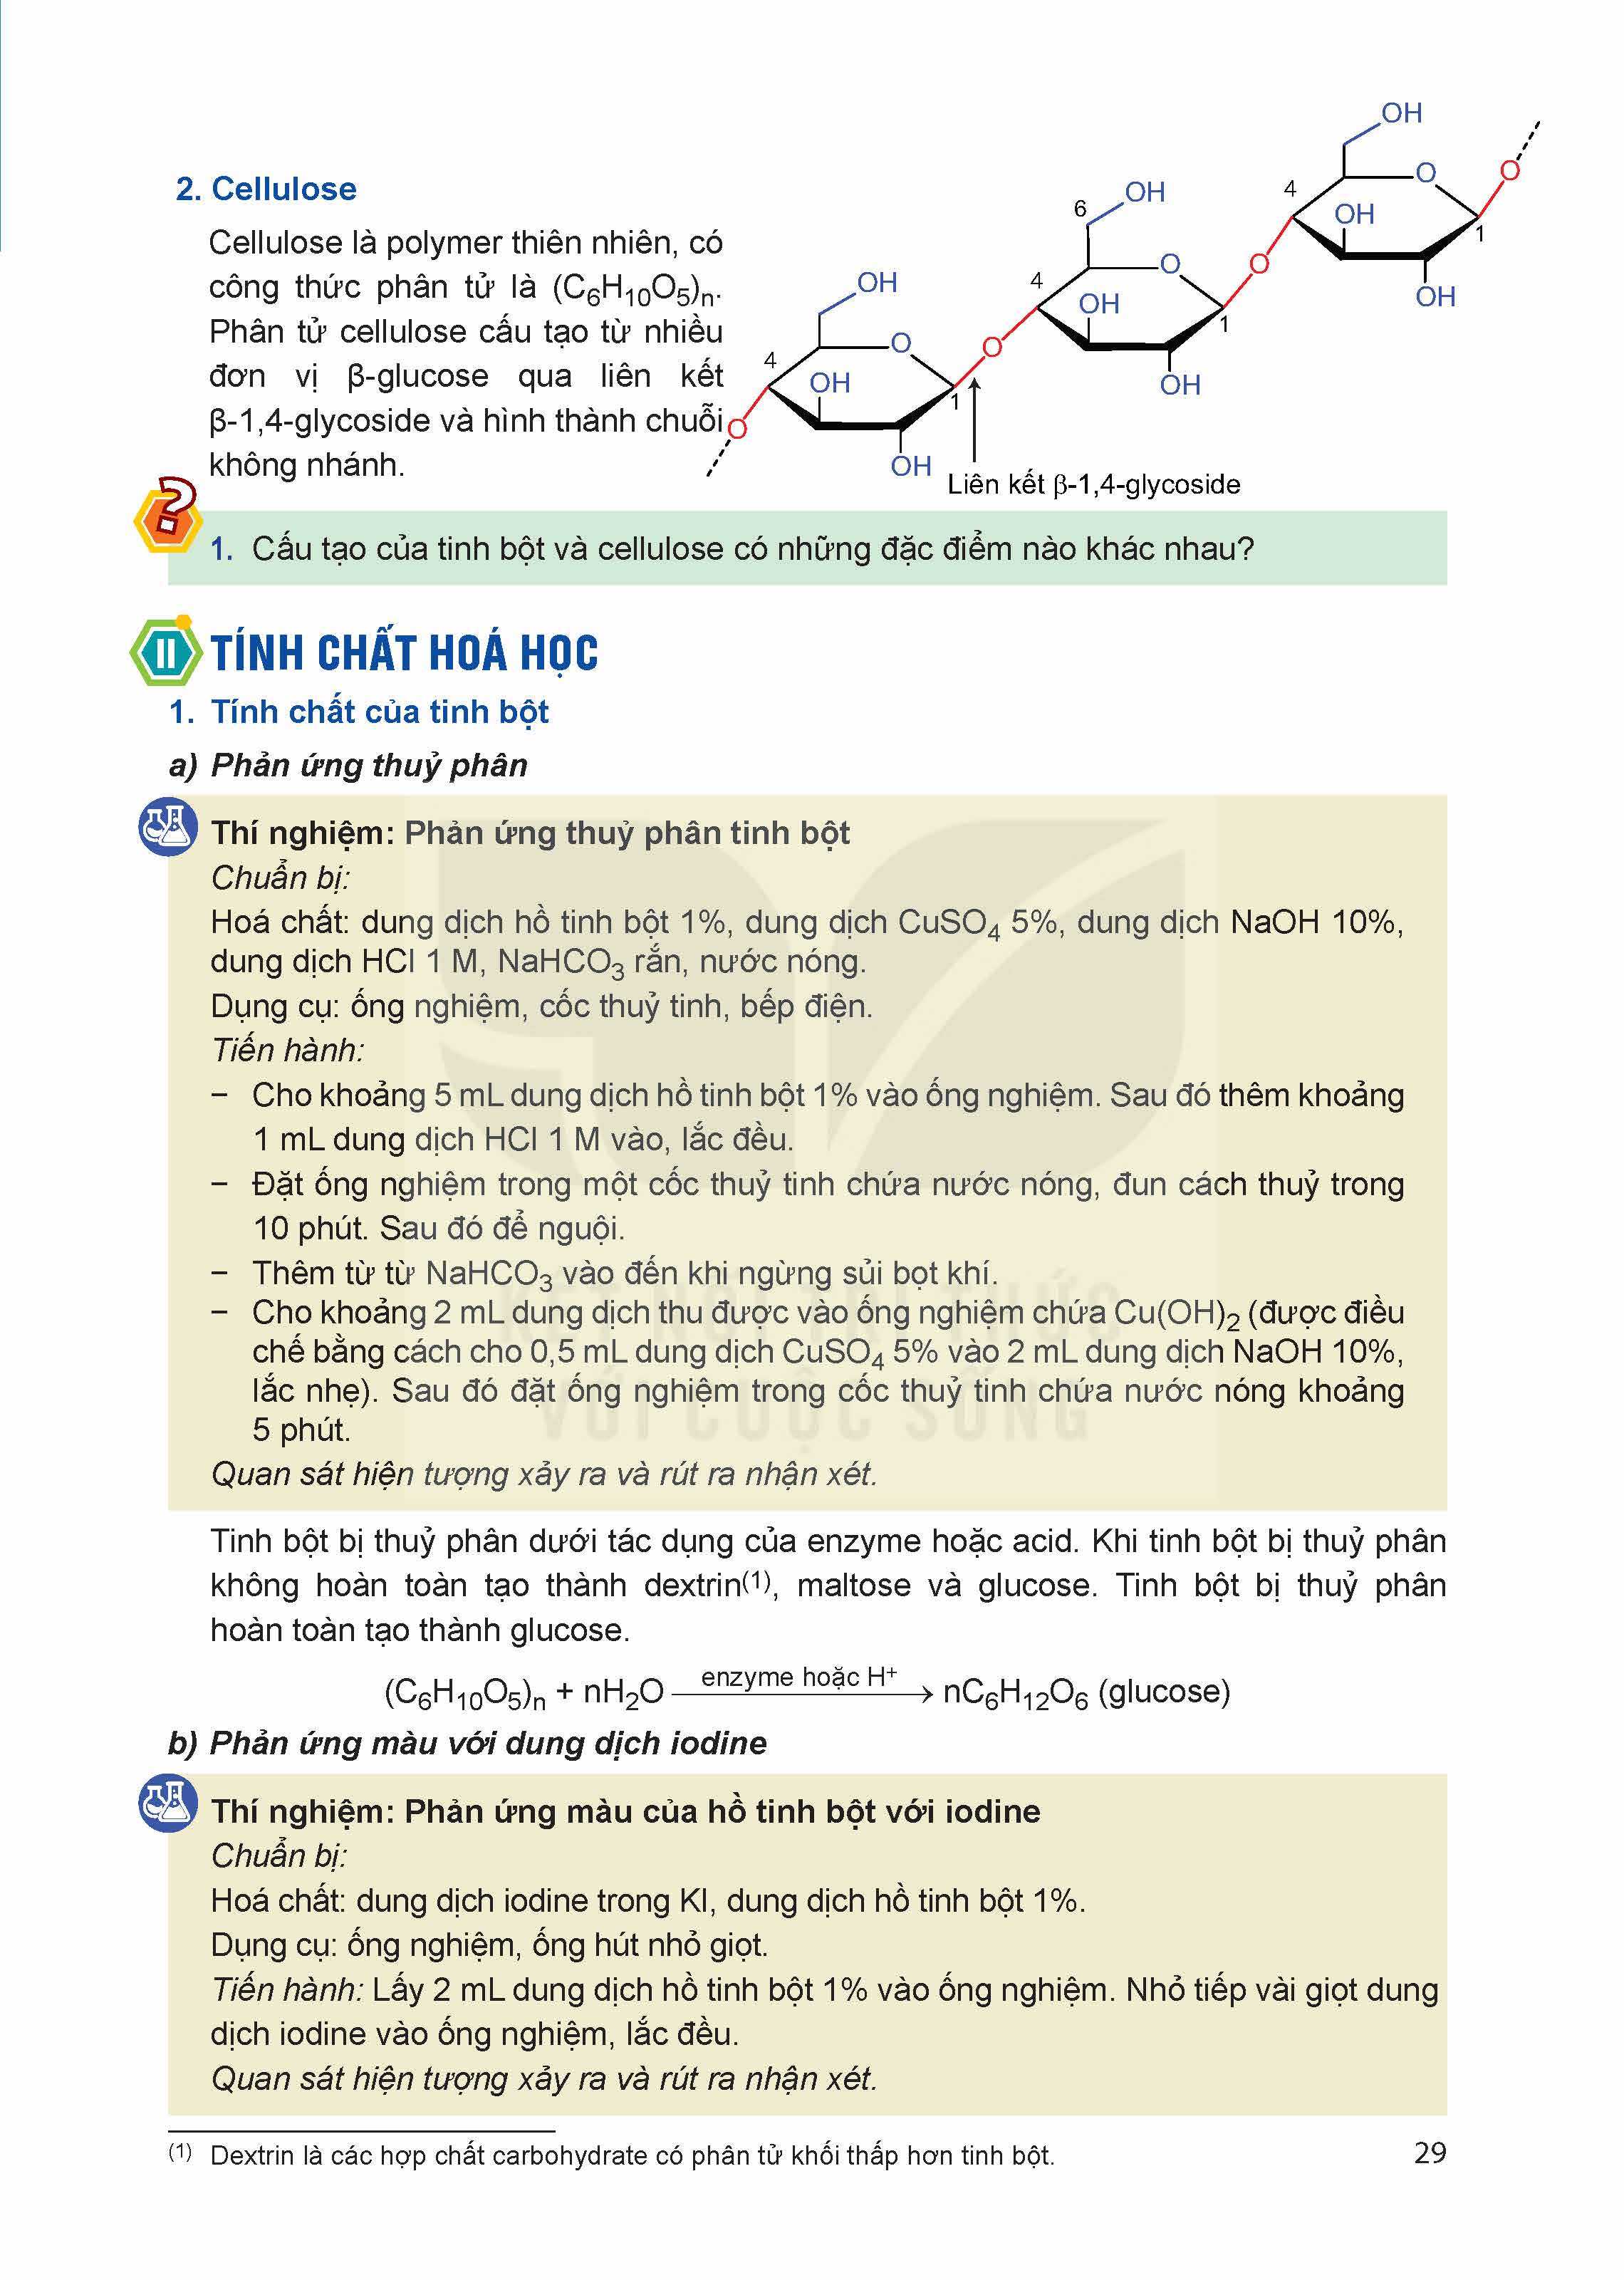 2. Cellulose
Cellulose là polymer thiên nhiên, có
công thức phân tử là (C₆H₁₀O₅)ₙ.
Phân tử cellulose cấu tạo từ nhiều
đơn vị β-glucose qua liên kết
β-1,4-glycoside và hình thành chuỗi
không nhánh.
OH
O
O
4
OH
1
OH
6
OH
O
O
4
OH
1
OH
OH
O
O
4
OH
1
OH
O
Liên kết β-1,4-glycoside
?
1. Cấu tạo của tinh bột và cellulose có những đặc điểm nào khác nhau?
II TÍNH CHẤT HOÁ HỌC
1. Tính chất của tinh bột
a) Phản ứng thuỷ phân
Thí nghiệm: Phản ứng thuỷ phân tinh bột
Chuẩn bị:
Hoá chất: dung dịch hồ tinh bột 1%, dung dịch CuSO₄ 5%, dung dịch NaOH 10%,
dung dịch HCl 1 M, NaHCO₃ rắn, nước nóng.
Dụng cụ: ống nghiệm, cốc thuỷ tinh, bếp điện.
Tiến hành:
– Cho khoảng 5 mL dung dịch hồ tinh bột 1% vào ống nghiệm. Sau đó thêm khoảng
1 mL dung dịch HCl 1 M vào, lắc đều.
– Đặt ống nghiệm trong một cốc thuỷ tinh chứa nước nóng, đun cách thuỷ trong
10 phút. Sau đó để nguội.
– Thêm từ từ NaHCO₃ vào đến khi ngừng sủi bọt khí.
– Cho khoảng 2 mL dung dịch thu được vào ống nghiệm chứa Cu(OH)₂ (được điều
chế bằng cách cho 0,5 mL dung dịch CuSO₄ 5% vào 2 mL dung dịch NaOH 10%,
lắc nhẹ). Sau đó đặt ống nghiệm trong cốc thuỷ tinh chứa nước nóng khoảng
5 phút.
Quan sát hiện tượng xảy ra và rút ra nhận xét.
KẾT NỐI TRI THỨC
VỚI CUỘC SỐNG
Tinh bột bị thuỷ phân dưới tác dụng của enzyme hoặc acid. Khi tinh bột bị thuỷ phân
không hoàn toàn tạo thành dextrin⁽¹⁾, maltose và glucose. Tinh bột bị thuỷ phân
hoàn toàn tạo thành glucose.
enzyme hoặc H⁺
(C₆H₁₀O₅)ₙ + nH₂O ⟶ nC₆H₁₂O₆ (glucose)
b) Phản ứng màu với dung dịch iodine
Thí nghiệm: Phản ứng màu của hồ tinh bột với iodine
Chuẩn bị:
Hoá chất: dung dịch iodine trong KI, dung dịch hồ tinh bột 1%.
Dụng cụ: ống nghiệm, ống hút nhỏ giọt.
Tiến hành: Lấy 2 mL dung dịch hồ tinh bột 1% vào ống nghiệm. Nhỏ tiếp vài giọt dung
dịch iodine vào ống nghiệm, lắc đều.
Quan sát hiện tượng xảy ra và rút ra nhận xét.
⁽¹⁾ Dextrin là các hợp chất carbohydrate có phân tử khối thấp hơn tinh bột.
29